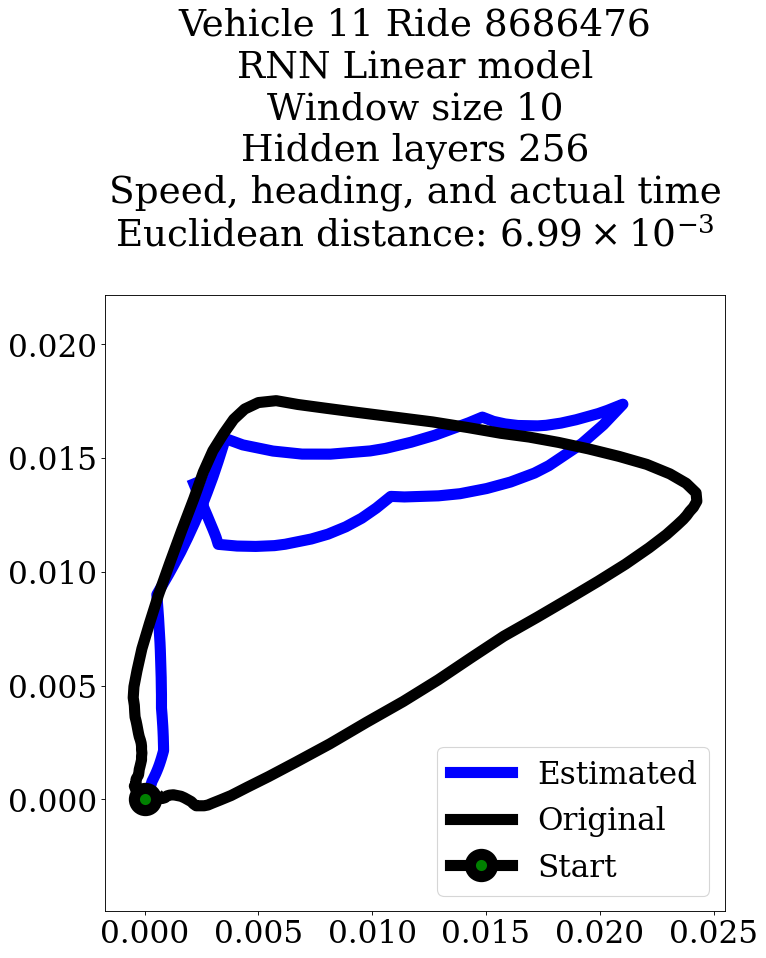 Vehicle 11 Ride 8686476
RNN Linear model
Window size 10
Hidden layers 256
Speed, heading, and actual time
Euclidean distance: 6.99 × 10⁻³
0.020
0.015
0.010
0.005
0.000
Estimated
Original
Start
0.000 0.005 0.010 0.015 0.020 0.025